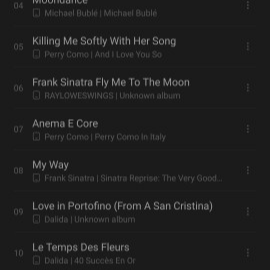 04
Moondance
Michael Bublé | Michael Bublé
05
Killing Me Softly With Her Song
Perry Como | And I Love You So
06
Frank Sinatra Fly Me To The Moon
RAYLOWESWINGS | Unknown album
07
Anema E Core
Perry Como | Perry Como In Italy
08
My Way
Frank Sinatra | Sinatra Reprise: The Very Good...
09
Love in Portofino (From A San Cristina)
Dalida | Unknown album
10
Le Temps Des Fleurs
Dalida | 40 Succès En Or